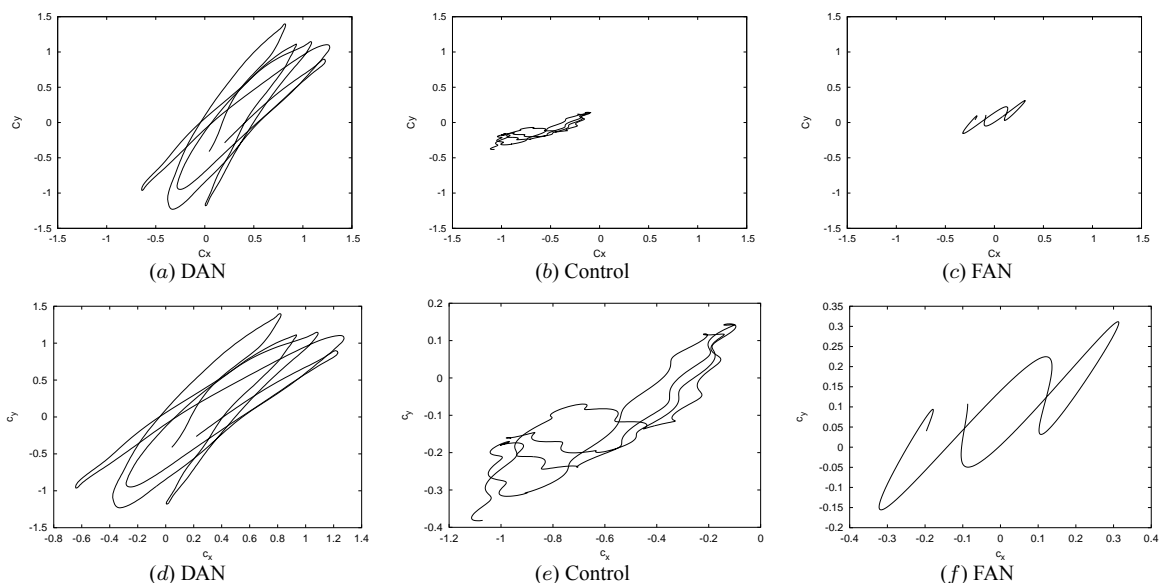 1.5
1
0.5
0
-0.5
-1
-1.5
Cy
-1.5 -1 -0.5 0 0.5 1 1.5
Cx
(a) DAN
1.5
1
0.5
0
-0.5
-1
-1.5
Cy
-1.5 -1 -0.5 0 0.5 1 1.5
Cx
(b) Control
1.5
1
0.5
0
-0.5
-1
-1.5
Cy
-1.5 -1 -0.5 0 0.5 1 1.5
Cx
(c) FAN
1.5
1
0.5
0
-0.5
-1
-1.5
cy
-0.8 -0.6 -0.4 -0.2 0 0.2 0.4 0.6 0.8 1 1.2 1.4
cx
(d) DAN
0.2
0.1
0
-0.1
-0.2
-0.3
-0.4
cy
-1.2 -1 -0.8 -0.6 -0.4 -0.2 0
cx
(e) Control
0.35
0.3
0.25
0.2
0.15
0.1
0.05
0
-0.05
-0.1
-0.15
-0.2
cy
-0.4 -0.3 -0.2 -0.1 0 0.1 0.2 0.3 0.4
cx
(f) FAN